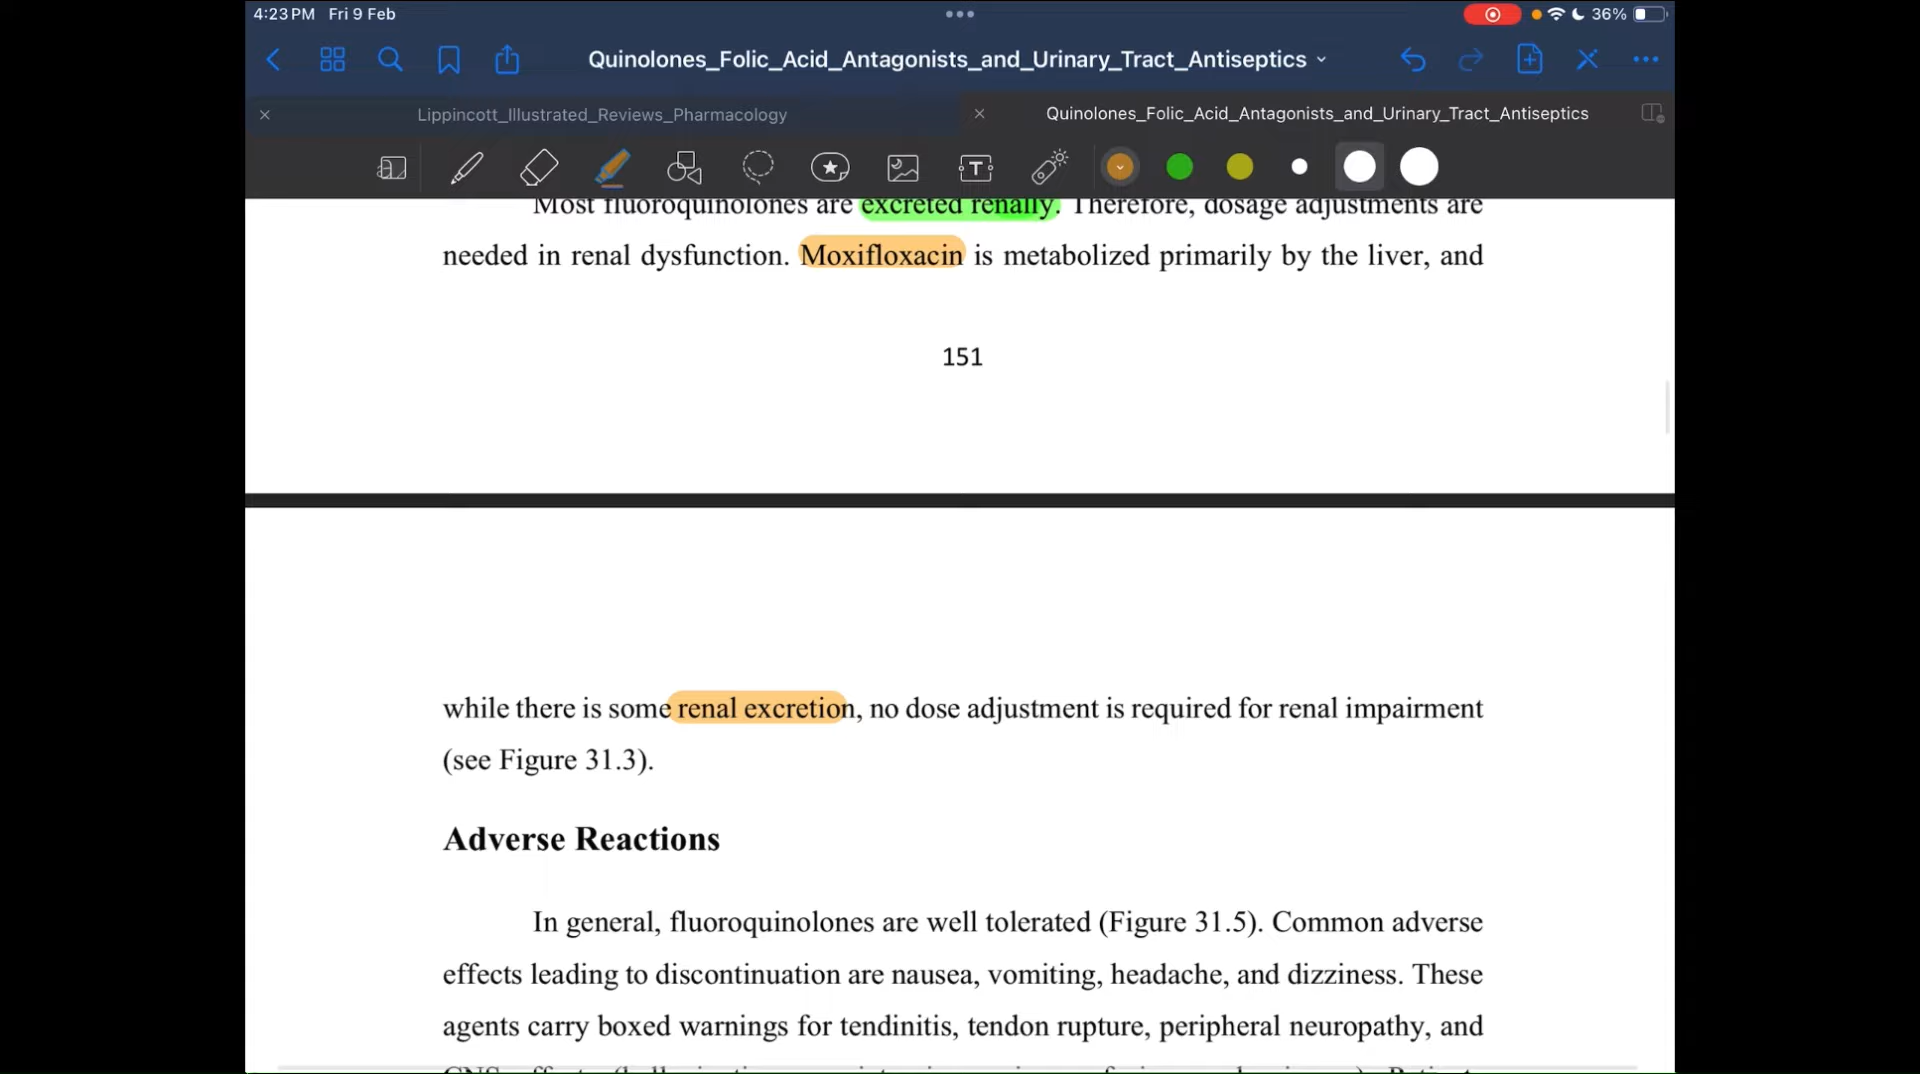 4:23 PM Fri 9 Feb
36%
Quinolones_Folic_Acid_Antagonists_and_Urinary_Tract_Antiseptics
Lippincott_Illustrated_Reviews_Pharmacology
Quinolones_Folic_Acid_Antagonists_and_Urinary_Tract_Antiseptics
Most fluoroquinolones are excreted renally. Therefore, dosage adjustments are
needed in renal dysfunction. Moxifloxacin is metabolized primarily by the liver, and
151
while there is some renal excretion, no dose adjustment is required for renal impairment
(see Figure 31.3).
Adverse Reactions
In general, fluoroquinolones are well tolerated (Figure 31.5). Common adverse
effects leading to discontinuation are nausea, vomiting, headache, and dizziness. These
agents carry boxed warnings for tendinitis, tendon rupture, peripheral neuropathy, and